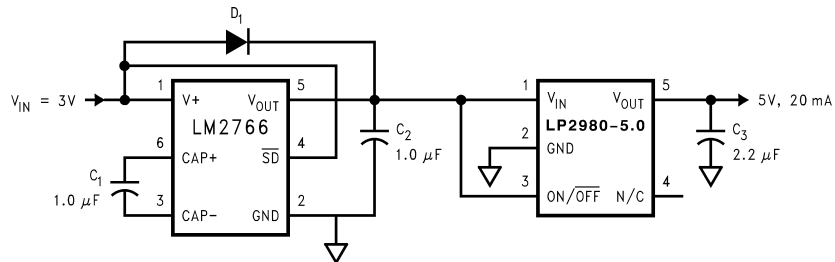 D1
VIN = 3V
1
V+
VOUT
5
LM2766
6
CAP+
SD
4
C1
1.0 µF
3
CAP-
GND
2
C2
1.0 µF
1
VIN
VOUT
5
LP2980-5.0
2
GND
3
ON/OFF
N/C
4
5V, 20 mA
C3
2.2 µF